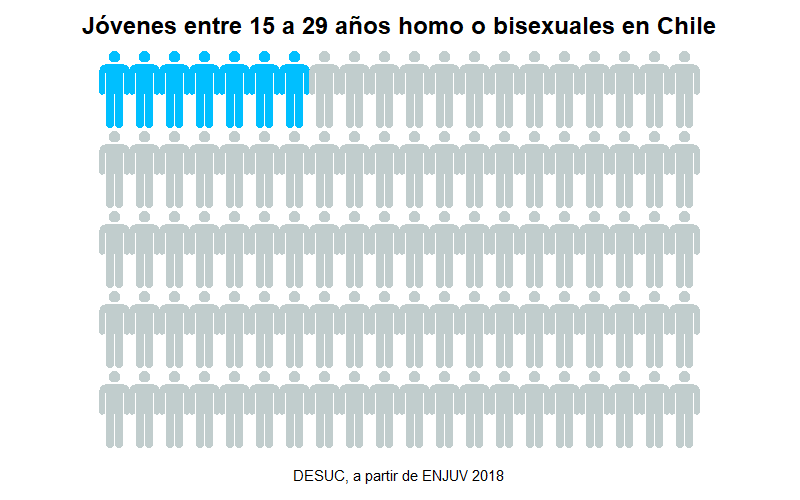 Jóvenes entre 15 a 29 años homo o bisexuales en Chile
DESUC, a partir de ENJUV 2018